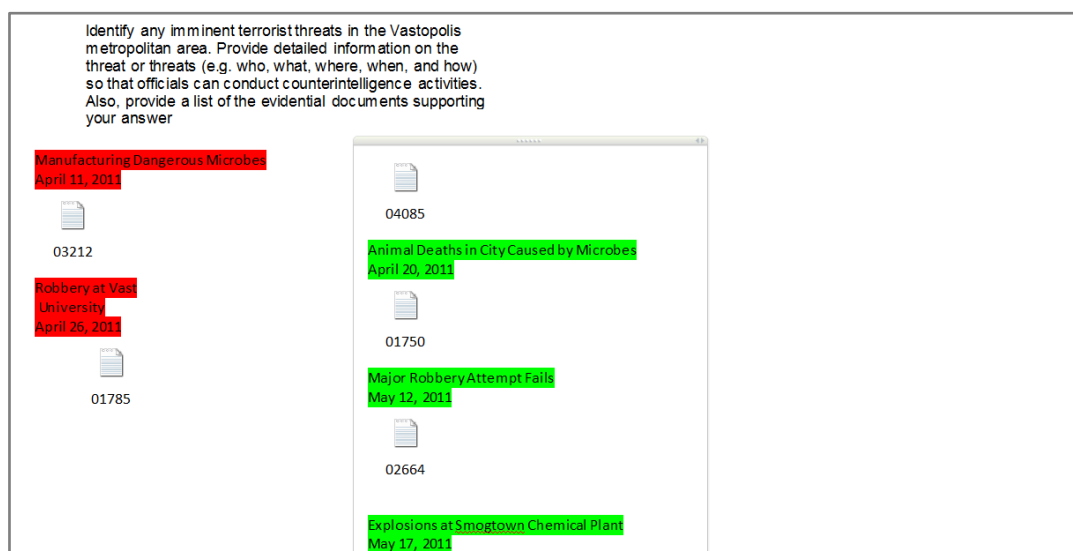 Identify any imminent terrorist threats in the Vastopolis
metropolitan area. Provide detailed information on the
threat or threats (e.g. who, what, where, when, and how)
so that officials can conduct counterintelligence activities.
Also, provide a list of the evidential documents supporting
your answer
Manufacturing Dangerous Microbes
April 11, 2011
03212
Robbery at Vast
University
April 26, 2011
01785
04085
Animal Deaths in City Caused by Microbes
April 20, 2011
01750
Major Robbery Attempt Fails
May 12, 2011
02664
Explosions at Smogtown Chemical Plant
May 17, 2011